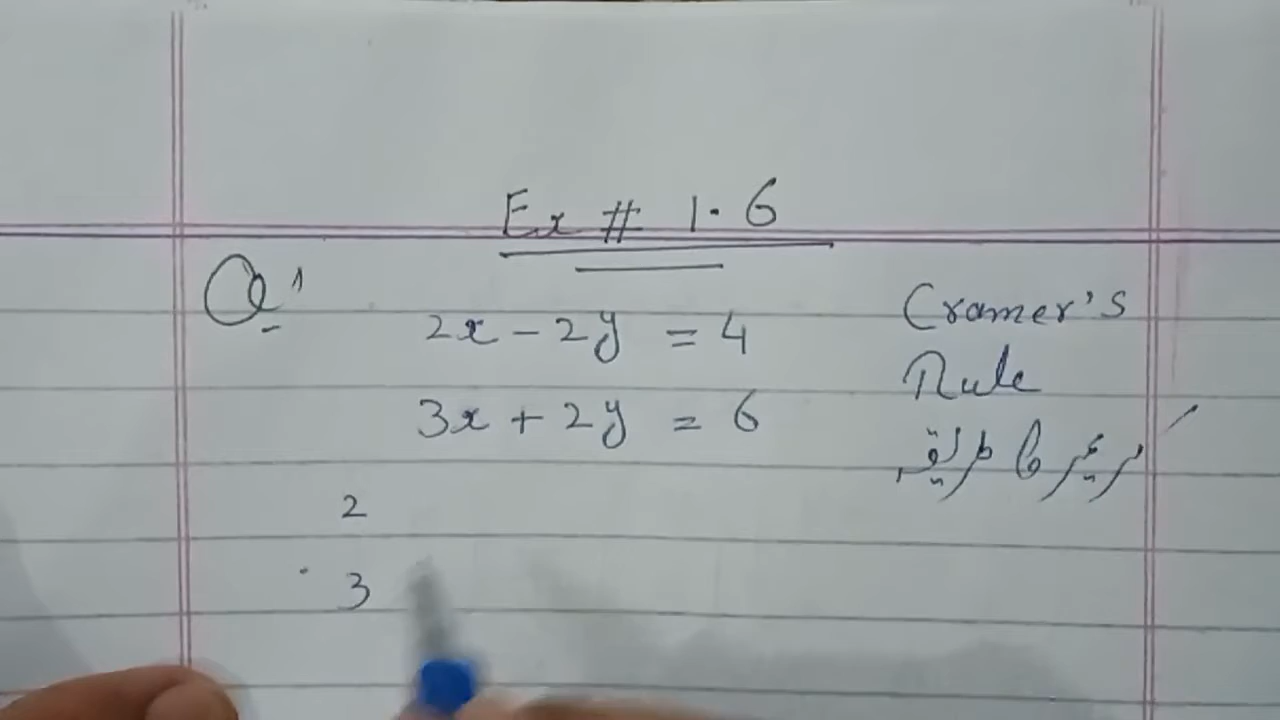 Ex # 1.6
Q1
2x - 2y = 4
3x + 2y = 6
Cramer's
Rule
کریمر کا طریقہ
2
3